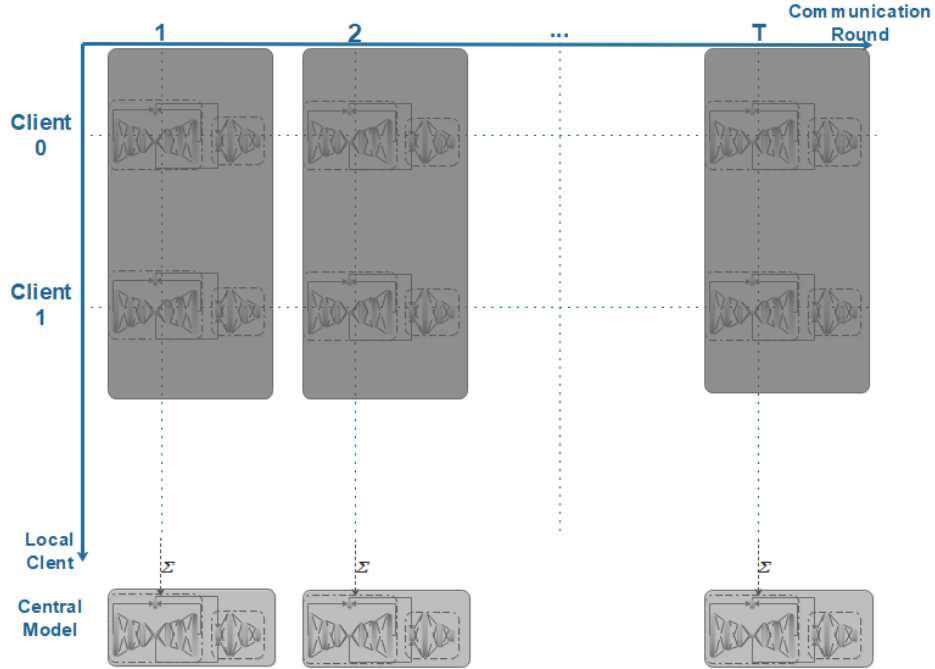 Communication
Round
1
2
...
T
Client
0
Client
1
Local
Clent
Σ
Σ
Σ
Central
Model